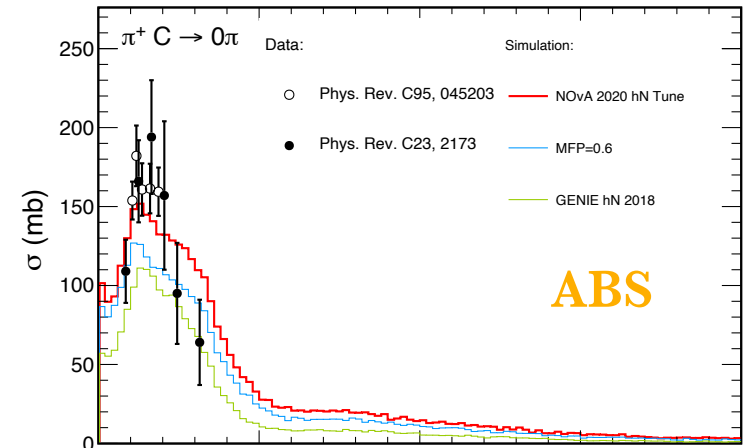 π⁺ C → 0π
Data:
Simulation:
Phys. Rev. C95, 045203
NOvA 2020 hN Tune
Phys. Rev. C23, 2173
MFP=0.6
GENIE hN 2018
ABS
σ (mb)
250
200
150
100
50
0